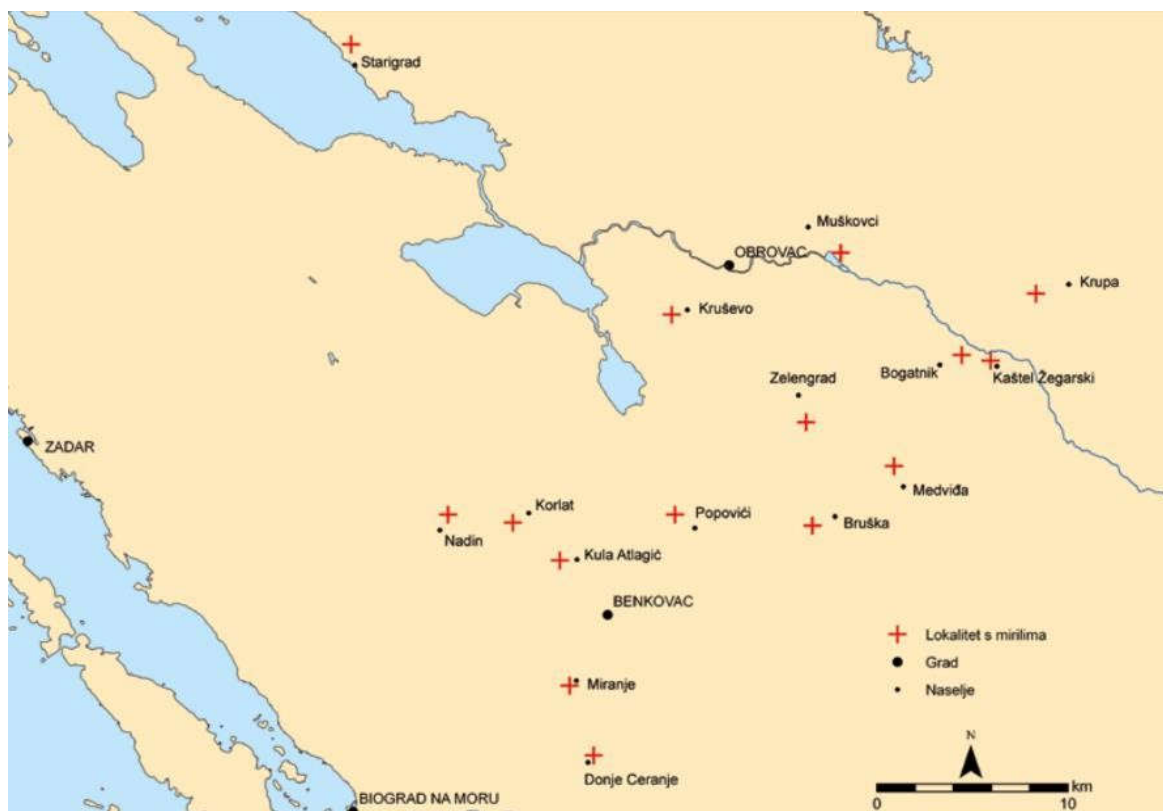 Starigrad
Muškovci
OBROVAC
Krupa
Kruševo
Bogatnik
Kaštel Žegarski
Zelengrad
ZADAR
Medviđa
Korlat
Popovići
Bruška
Nadin
Kula Atlagić
BENKOVAC
Lokalitet s mirilima
Grad
Miranje
Naselje
N
Donje Ceranje
km
BIOGRAD NA MORU
0
10